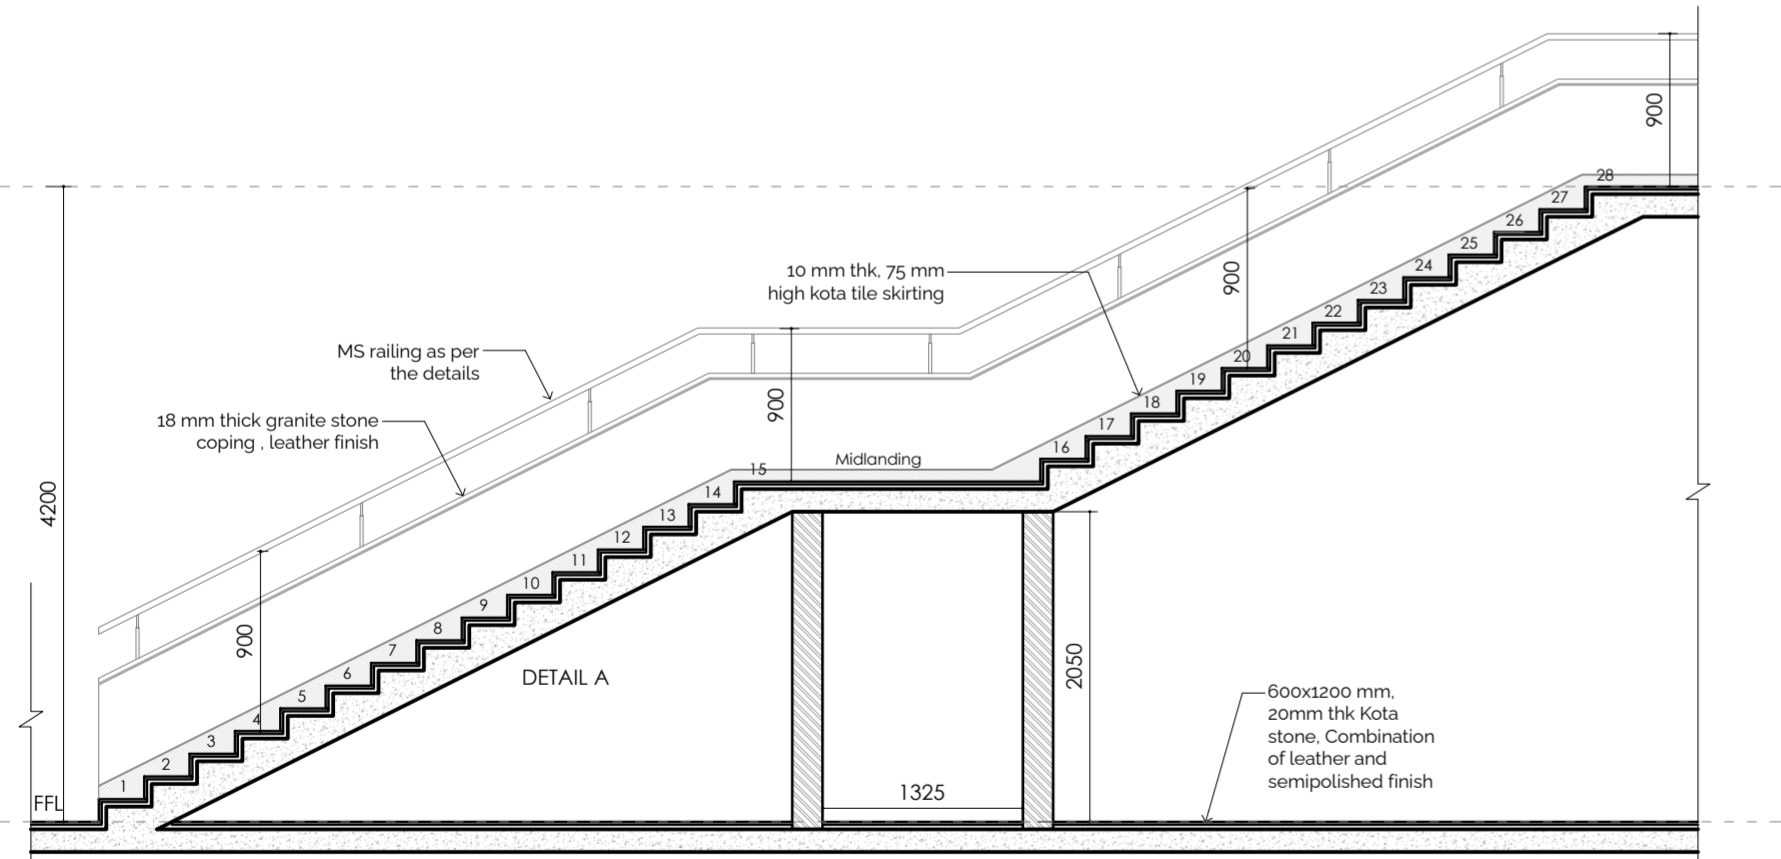 28
27
26
25
24
23
22
21
20
19
18
17
16
900
900
10 mm thk, 75 mm
high kota tile skirting
MS railing as per
the details
900
18 mm thick granite stone
coping , leather finish
Midlanding
15
14
13
12
11
10
9
8
7
6
5
4
3
2
1
4200
900
DETAIL A
2050
600x1200 mm,
20mm thk Kota
stone, Combination
of leather and
semipolished finish
1325
FFL